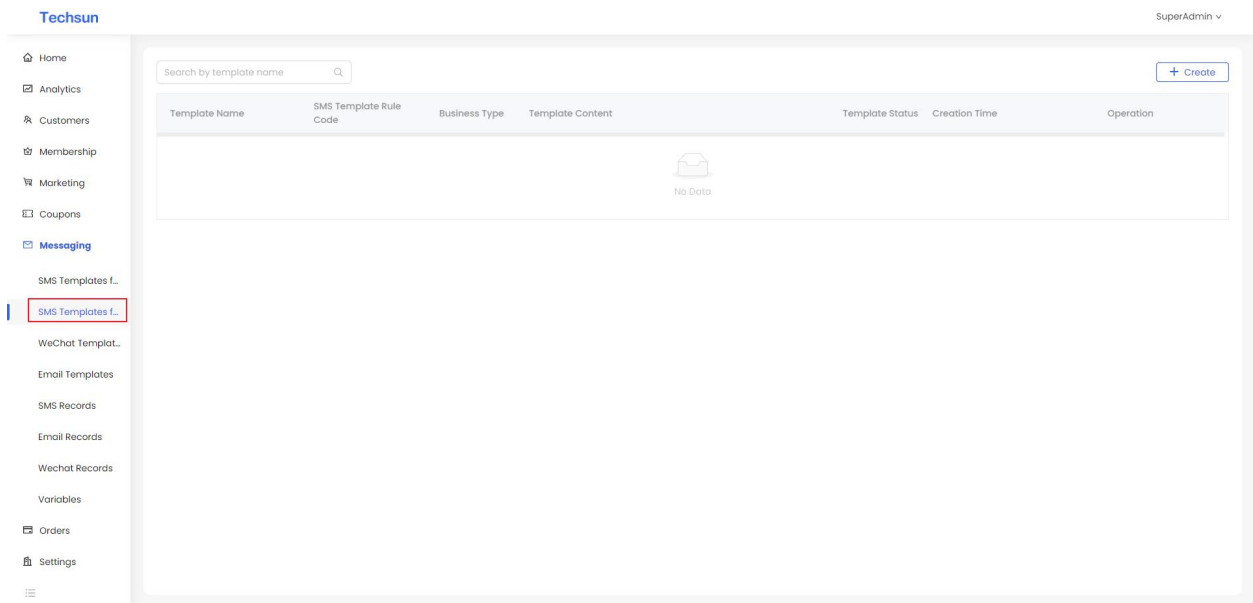 Techsun
SuperAdmin
Home
Analytics
Customers
Membership
Marketing
Coupons
Messaging
SMS Templates f...
SMS Templates f...
WeChat Templat...
Email Templates
SMS Records
Email Records
Wechat Records
Variables
Orders
Settings
Search by template name
+ Create
Template Name
SMS Template Rule
Code
Business Type
Template Content
Template Status
Creation Time
Operation
No Data